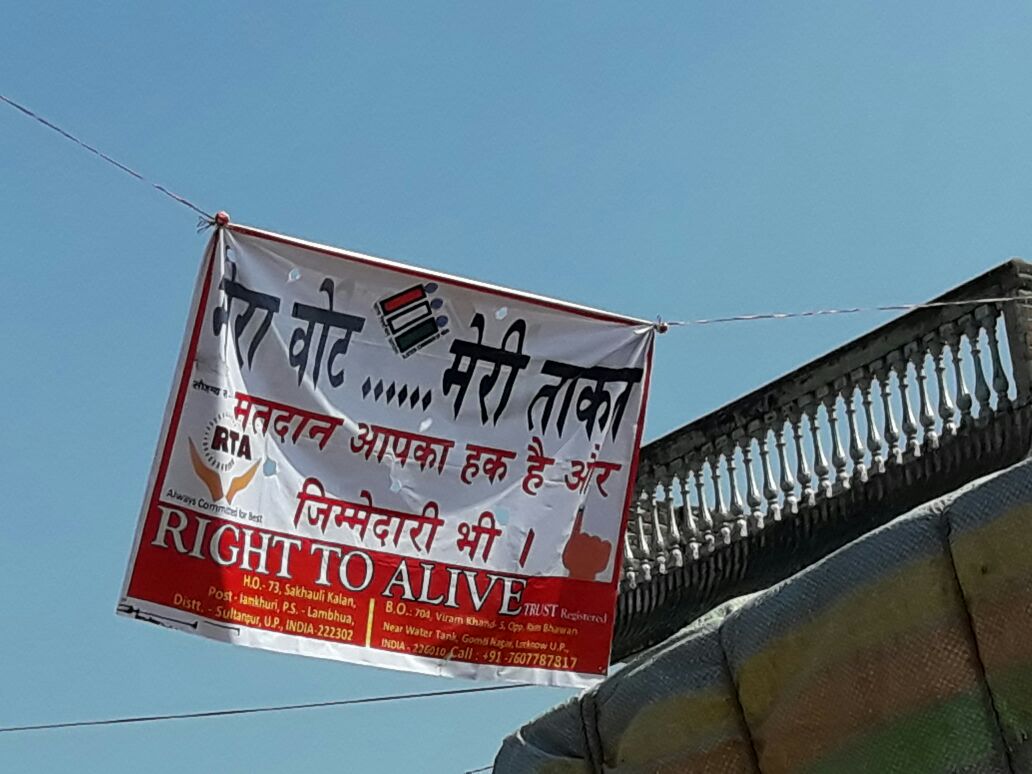 मेरा वोट ...... मेरी ताकत
सौजन्य से-
मतदान आपका हक है और
जिम्मेदारी भी ।
RTA
Always Committed for Best
RIGHT TO ALIVE TRUST Registered
H.O.- 73, Sakhauli Kalan,
Post - Iamkhuri, P.S. - Lambhua,
Distt. - Sultanpur, U.P., INDIA-222302
B.O.: 704, Viram Khand- 5, Opp. Ram Bhawan
Near Water Tank, Gomti Nagar, Lucknow U.P.,
INDIA - 226010, Call : +91 -7607787817